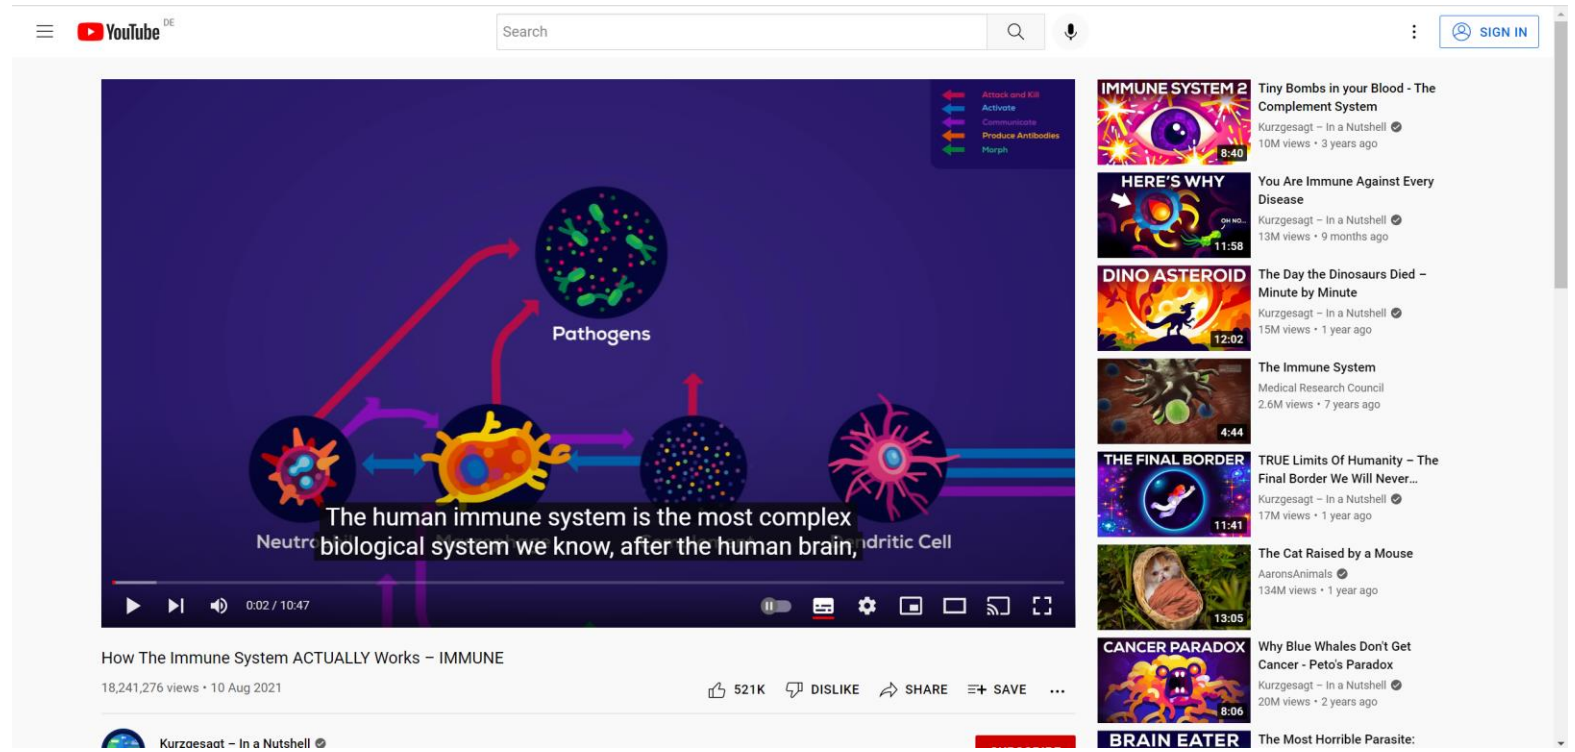 YouTube DE
Search
SIGN IN
Attack and Kill
Activate
Communicate
Produce Antibodies
Morph
Pathogens
The human immune system is the most complex
biological system we know, after the human brain,
Dendritic Cell
0:02 / 10:47
How The Immune System ACTUALLY Works – IMMUNE
18,241,276 views • 10 Aug 2021
521K DISLIKE SHARE SAVE
Kurzgesagt – In a Nutshell
SUBSCRIBE
IMMUNE SYSTEM 2
8:40
Tiny Bombs in your Blood - The
Complement System
Kurzgesagt – In a Nutshell
10M views • 3 years ago
HERE'S WHY
OH NO...
11:58
You Are Immune Against Every
Disease
Kurzgesagt – In a Nutshell
13M views • 9 months ago
DINO ASTEROID
12:02
The Day the Dinosaurs Died –
Minute by Minute
Kurzgesagt – In a Nutshell
15M views • 1 year ago
4:44
The Immune System
Medical Research Council
2.6M views • 7 years ago
THE FINAL BORDER
11:41
TRUE Limits Of Humanity – The
Final Border We Will Never...
Kurzgesagt – In a Nutshell
17M views • 1 year ago
13:05
The Cat Raised by a Mouse
AaronsAnimals
134M views • 1 year ago
CANCER PARADOX
8:06
Why Blue Whales Don't Get
Cancer - Peto's Paradox
Kurzgesagt – In a Nutshell
20M views • 2 years ago
BRAIN EATER
The Most Horrible Parasite: